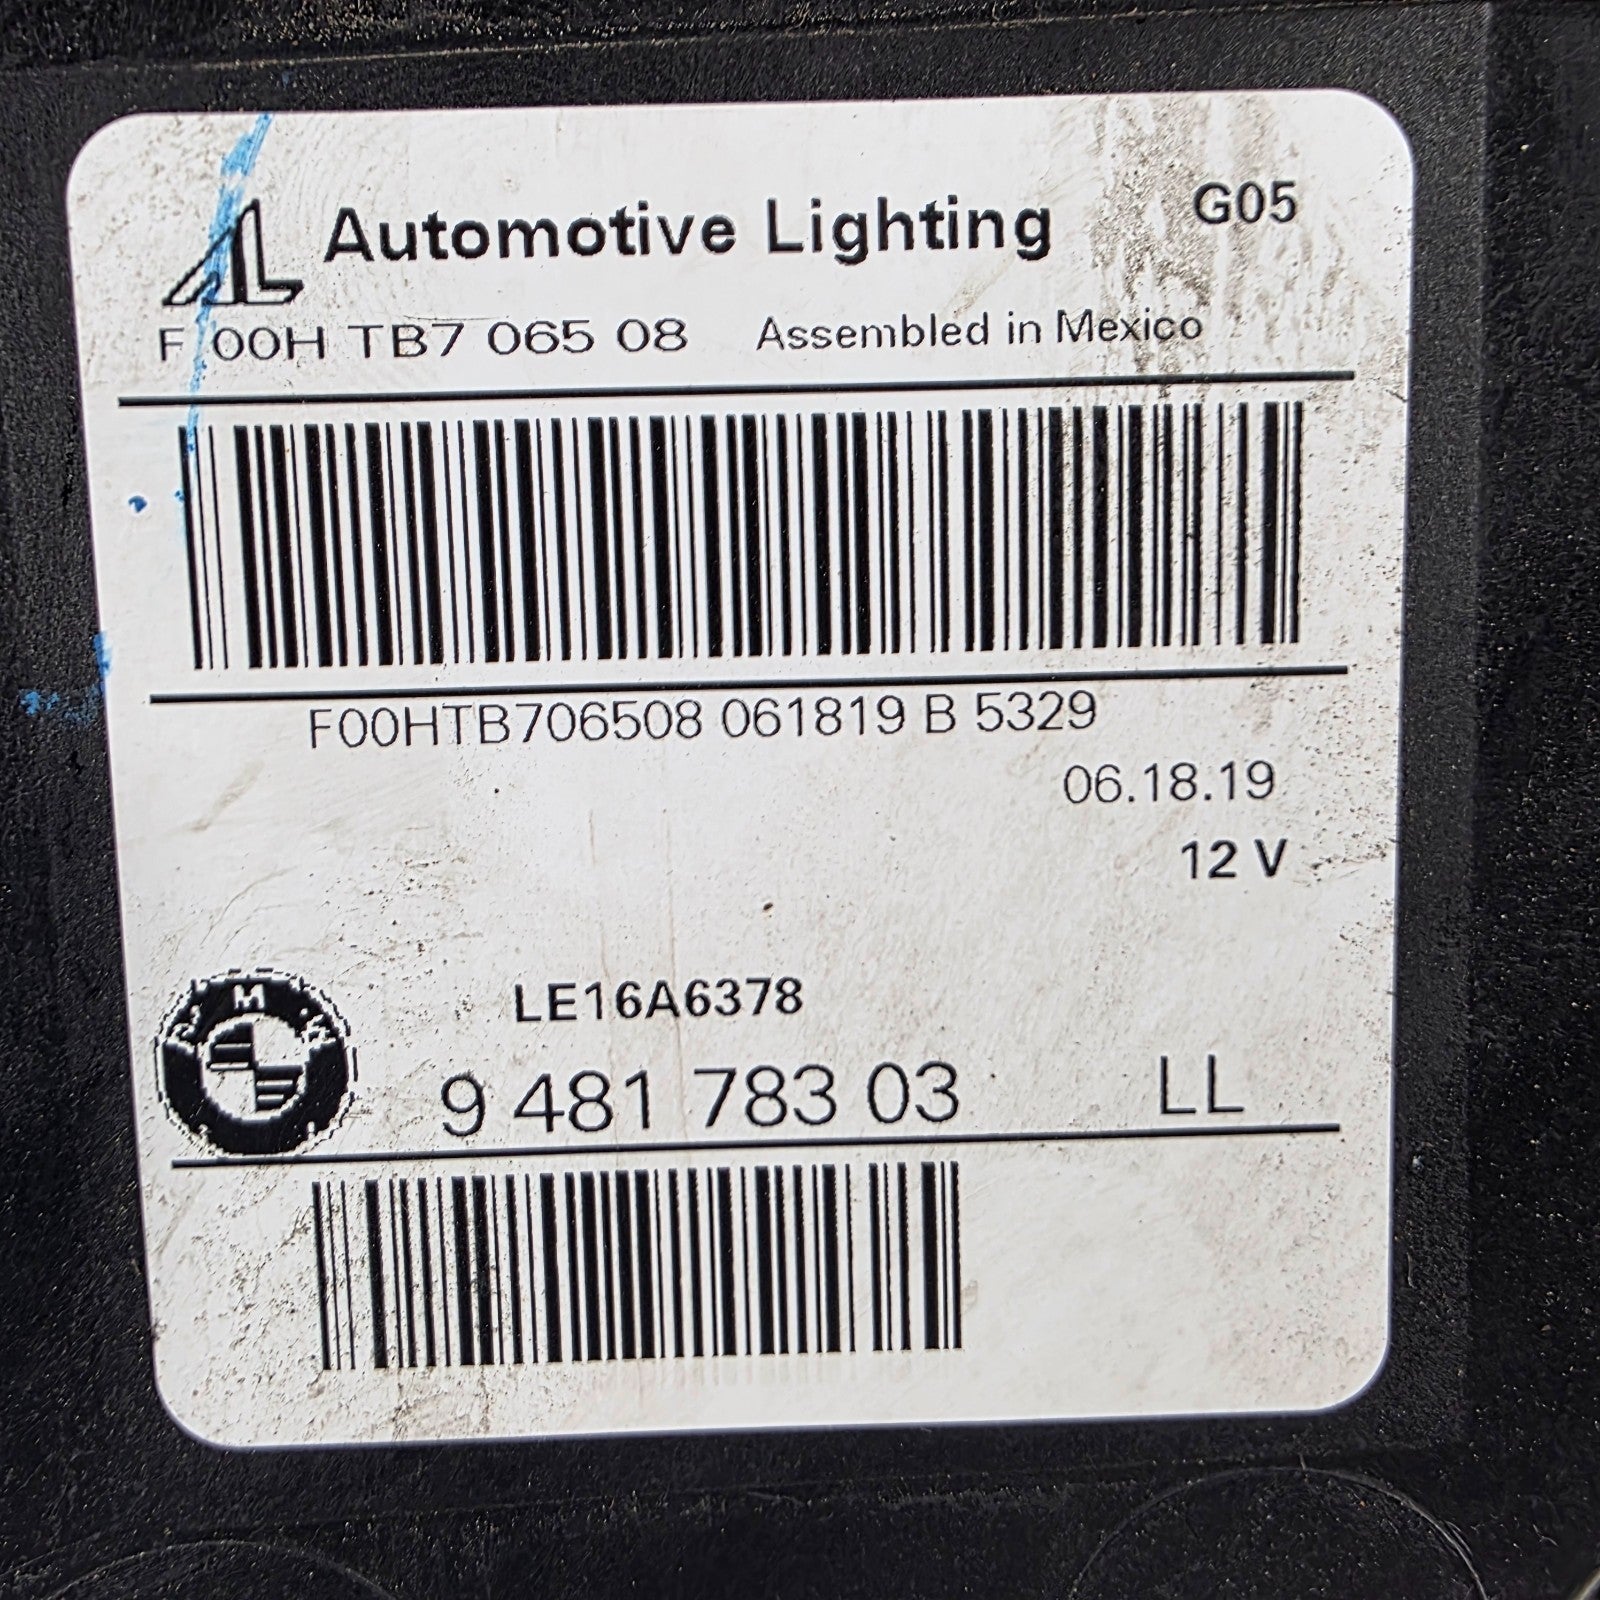 AL Automotive Lighting G05
F 00H TB7 065 08 Assembled in Mexico
F00HTB706508 061819 B 5329
06.18.19
12 V
LE16A6378
9 481 783 03 LL